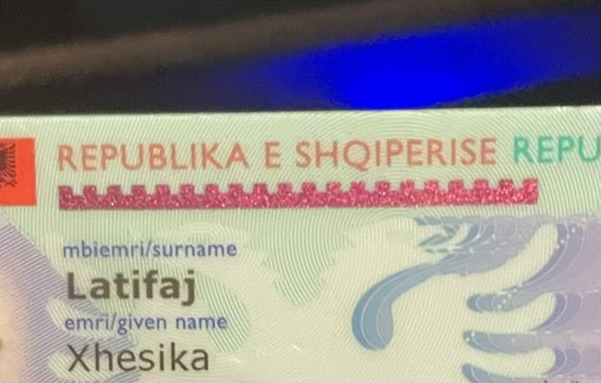 REPUBLIKA E SHQIPERISE REPU
mbiemri/surname
Latifaj
emri/given name
Xhesika